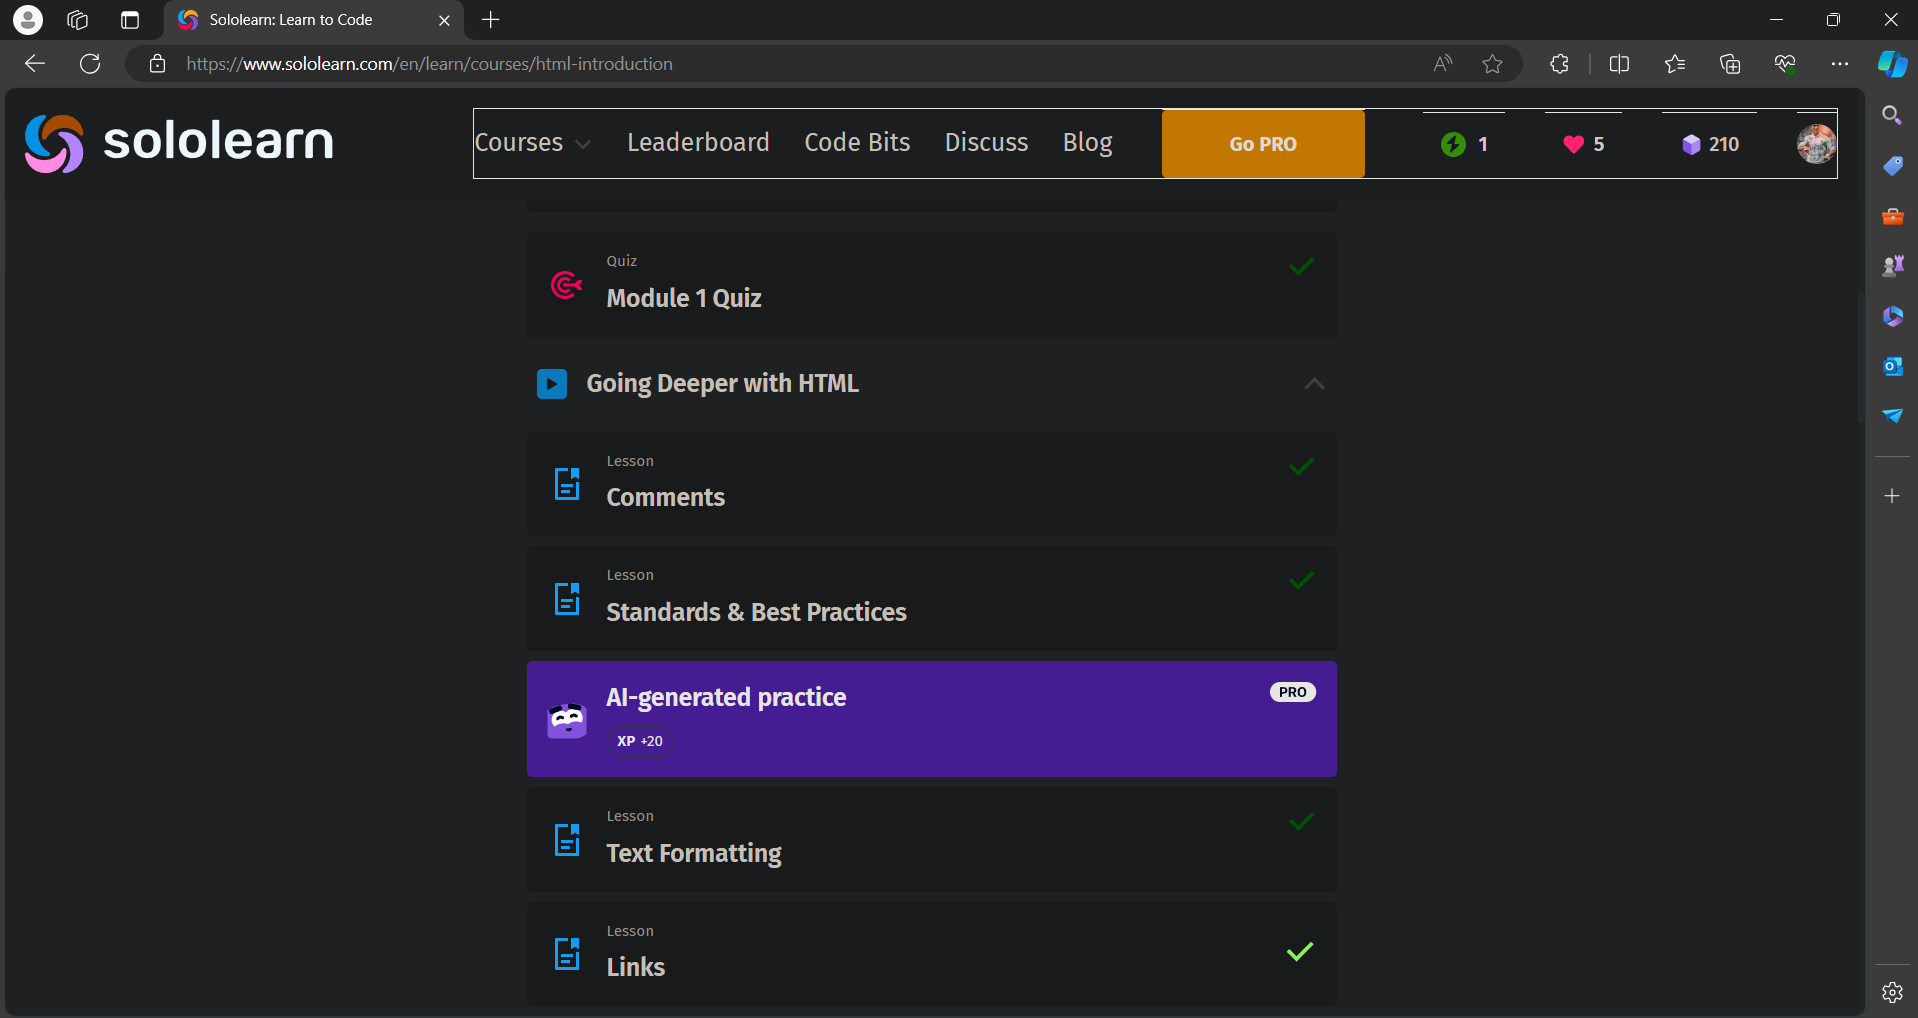 Sololearn: Learn to Code
https://www.sololearn.com/en/learn/courses/html-introduction
sololearn
Courses Leaderboard Code Bits Discuss Blog Go PRO 1 5 210
Quiz
Module 1 Quiz
Going Deeper with HTML
Lesson
Comments
Lesson
Standards & Best Practices
AI-generated practice PRO
XP +20
Lesson
Text Formatting
Lesson
Links